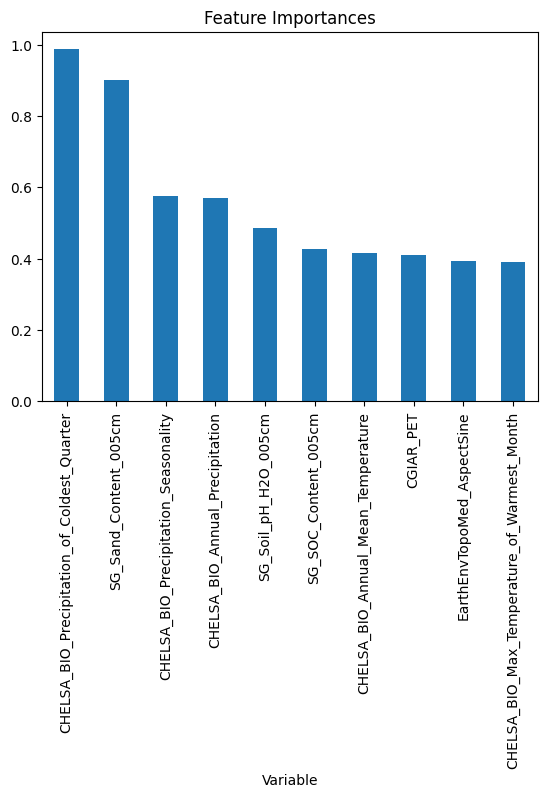 Feature Importances
1.0
0.8
0.6
0.4
0.2
0.0
CHELSA_BIO_Precipitation_of_Coldest_Quarter
SG_Sand_Content_005cm
CHELSA_BIO_Precipitation_Seasonality
CHELSA_BIO_Annual_Precipitation
SG_Soil_pH_H2O_005cm
SG_SOC_Content_005cm
CHELSA_BIO_Annual_Mean_Temperature
CGIAR_PET
EarthEnvTopoMed_AspectSine
CHELSA_BIO_Max_Temperature_of_Warmest_Month
Variable